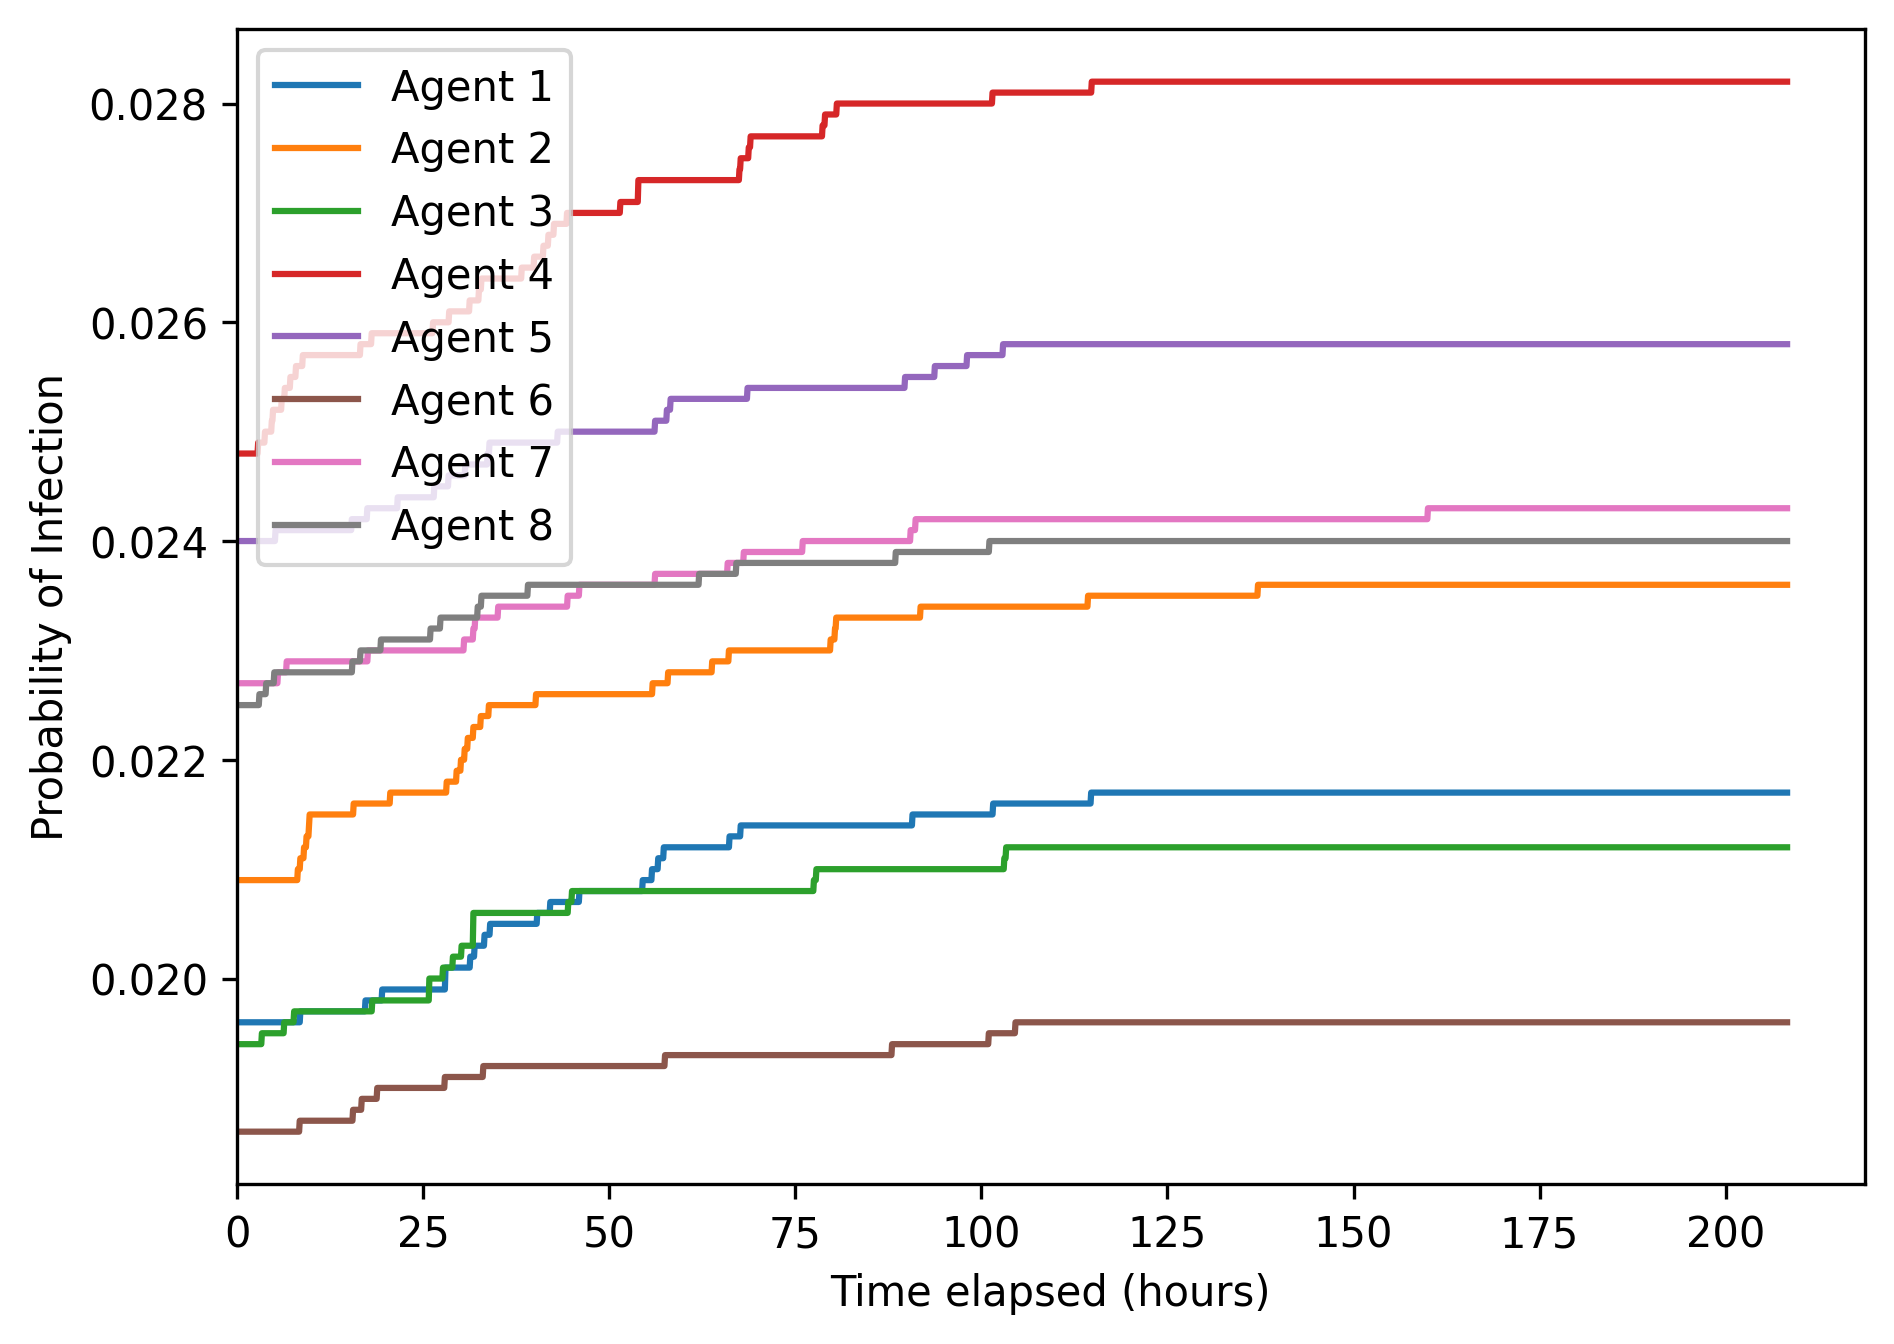 Agent 1
Agent 2
Agent 3
Agent 4
Agent 5
Agent 6
Agent 7
Agent 8
0.028
0.026
0.024
0.022
0.020
Probability of Infection
0 25 50 75 100 125 150 175 200
Time elapsed (hours)